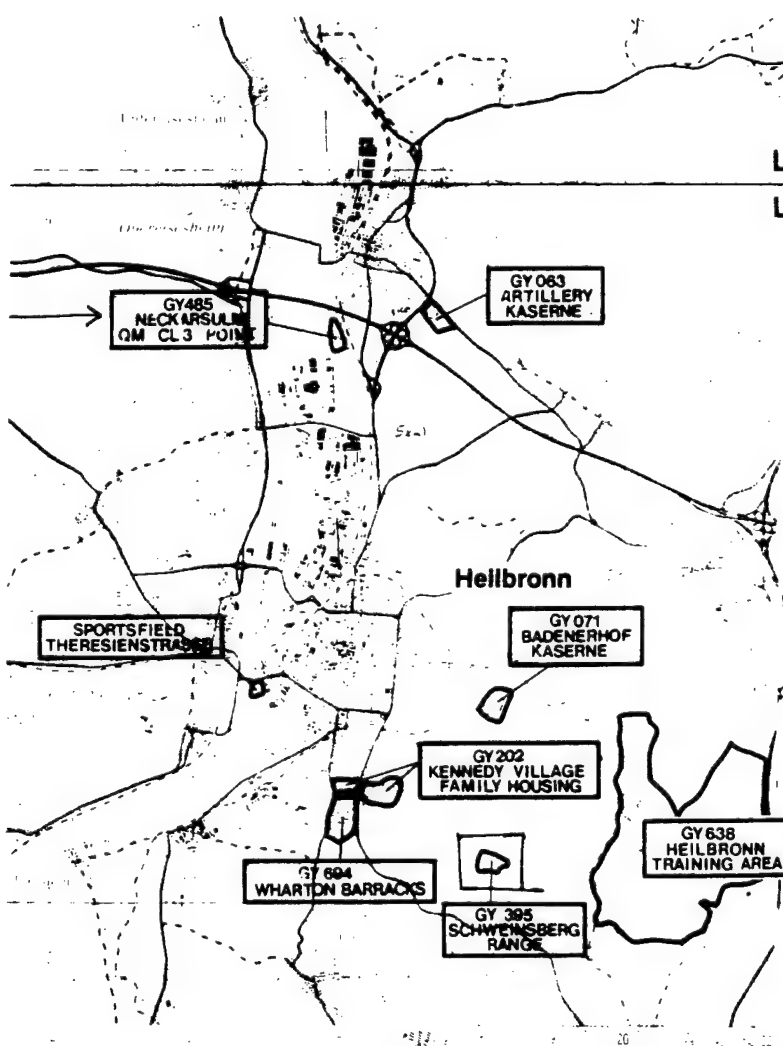 L
L
GY 063
ARTILLERY
KASERNE
GY485
NECKARSULM
QM CL 3 POINT
Heilbronn
SPORTSFIELD
THERESIENSTRASSE
GY 071
BADENERHOF
KASERNE
GY 202
KENNEDY VILLAGE
FAMILY HOUSING
GY 638
HEILBRONN
TRAINING AREA
GY 694
WHARTON BARRACKS
GY 395
SCHWEINSBERG
RANGE
20